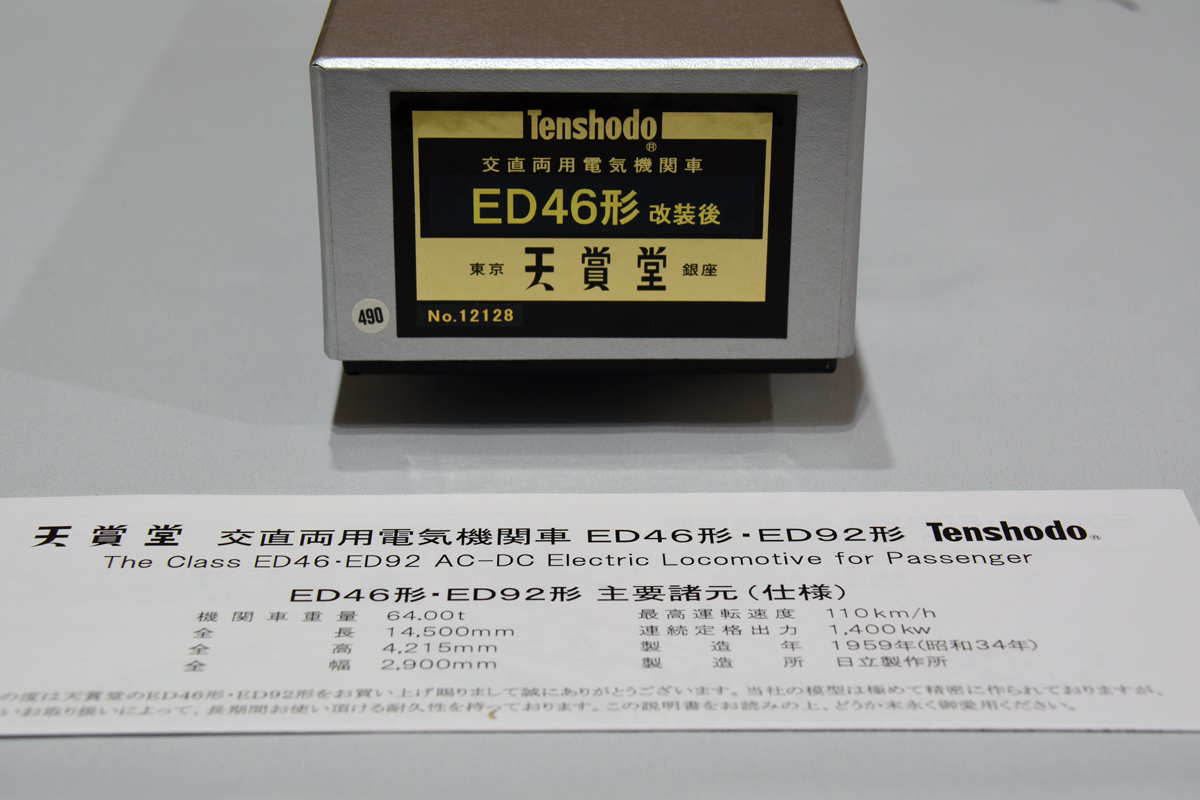 Tenshodo®
交直両用電気機関車
ED46形 改装後
東京 天賞堂 銀座
490
No.12128
天賞堂 交直両用電気機関車 ED46形・ED92形 Tenshodo®
The Class ED46・ED92 AC-DC Electric Locomotive for Passenger
ED46形・ED92形 主要諸元(仕様)
機関車重量 64.00t 最高運転速度 110km/h
全長 14,500mm 連続定格出力 1,400kw
全高 4,215mm 製造年 1959年(昭和34年)
全幅 2,900mm 製造所 日立製作所
の度は天賞堂のED46形・ED92形をお買い上げ賜りまして誠にありがとうございます。当社の模型は極めて精密に作られておりますが、
いお取り扱いによって、長期間お使い頂ける耐久性を持っております。この説明書をお読みの上、どうか末永く御愛用ください。